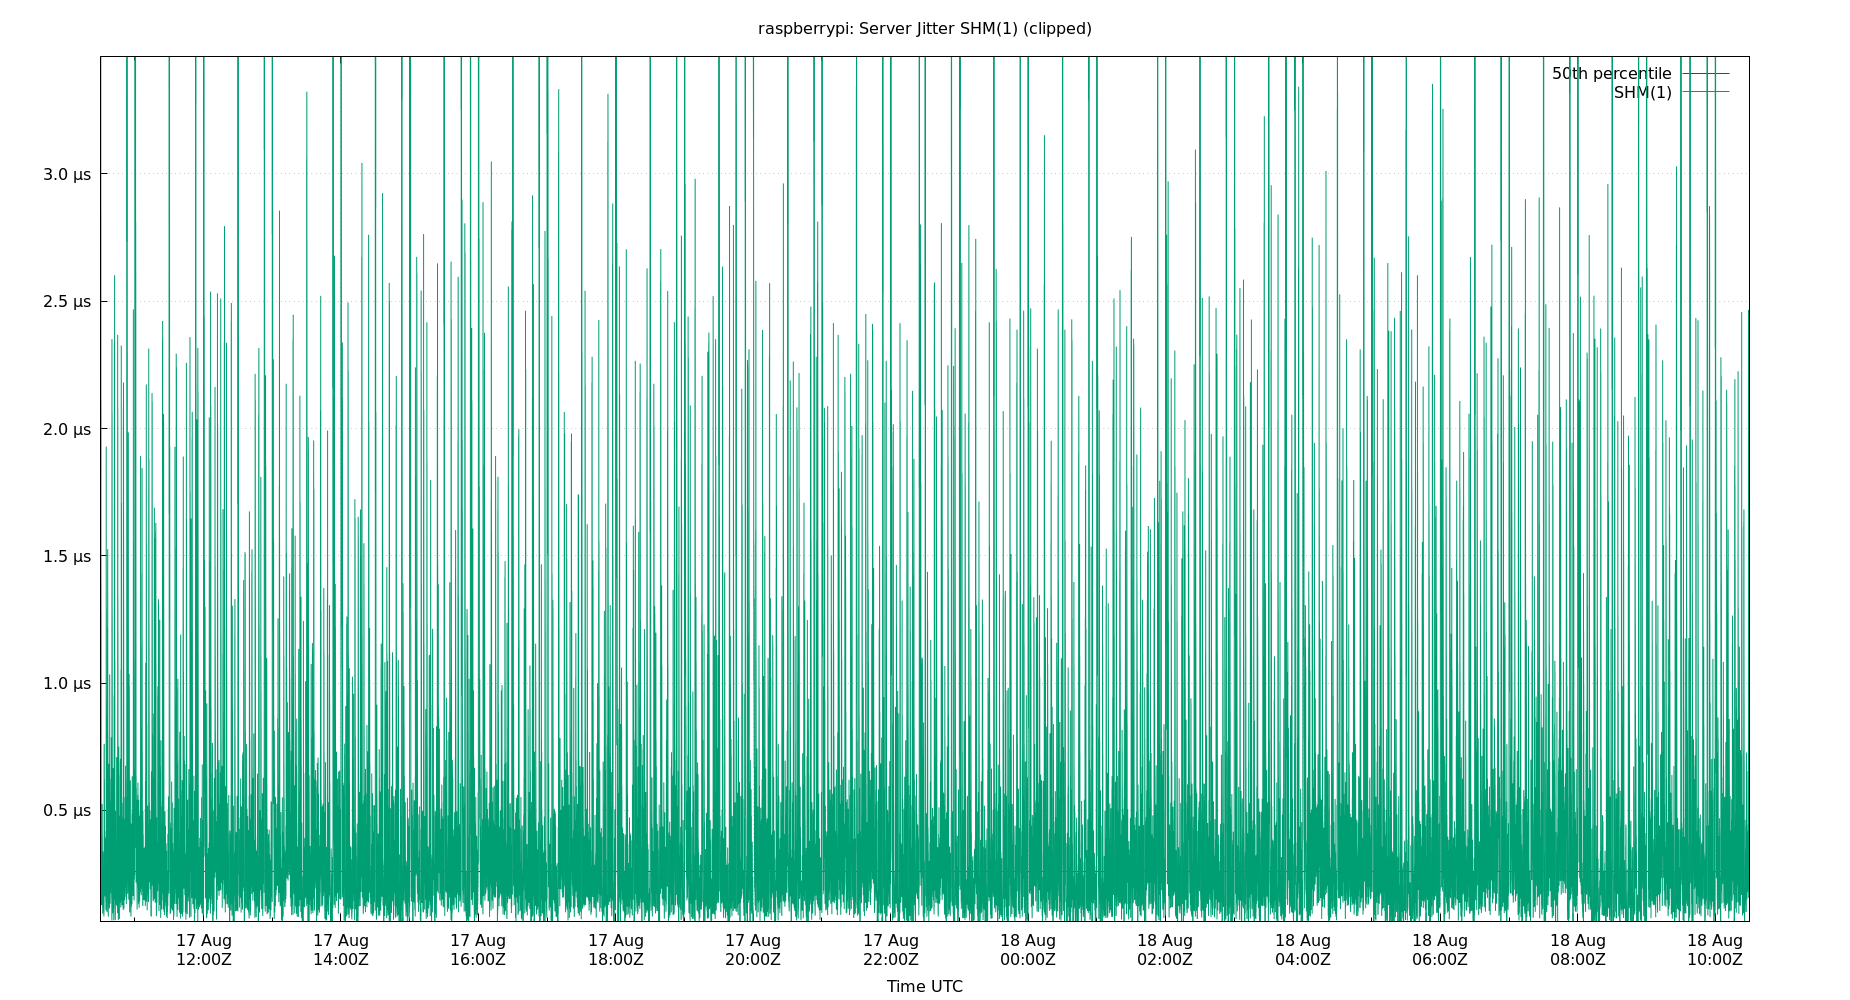 raspberrypi: Server Jitter SHM(1) (clipped)
50th percentile
SHM(1)
3.0 µs
2.5 µs
2.0 µs
1.5 µs
1.0 µs
0.5 µs
17 Aug 17 Aug 17 Aug 17 Aug 17 Aug 17 Aug 18 Aug 18 Aug 18 Aug 18 Aug 18 Aug 18 Aug
12:00Z 14:00Z 16:00Z 18:00Z 20:00Z 22:00Z 00:00Z 02:00Z 04:00Z 06:00Z 08:00Z 10:00Z
Time UTC